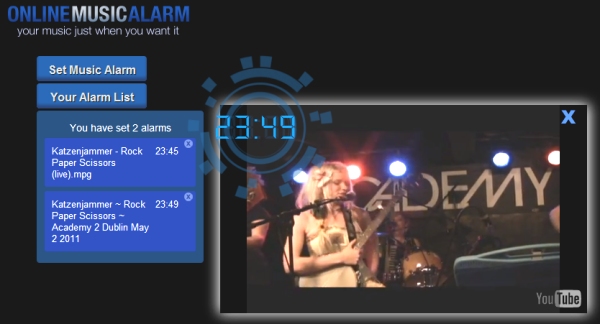 ONLINEMUSICALARM
your music just when you want it
Set Music Alarm
Your Alarm List
You have set 2 alarms
Katzenjammer - Rock 23:45
Paper Scissors
(live).mpg
Katzenjammer ~ Rock 23:49
Paper Scissors ~
Academy 2 Dublin May
2 2011
23:49
X
ACADEMY
YouTube